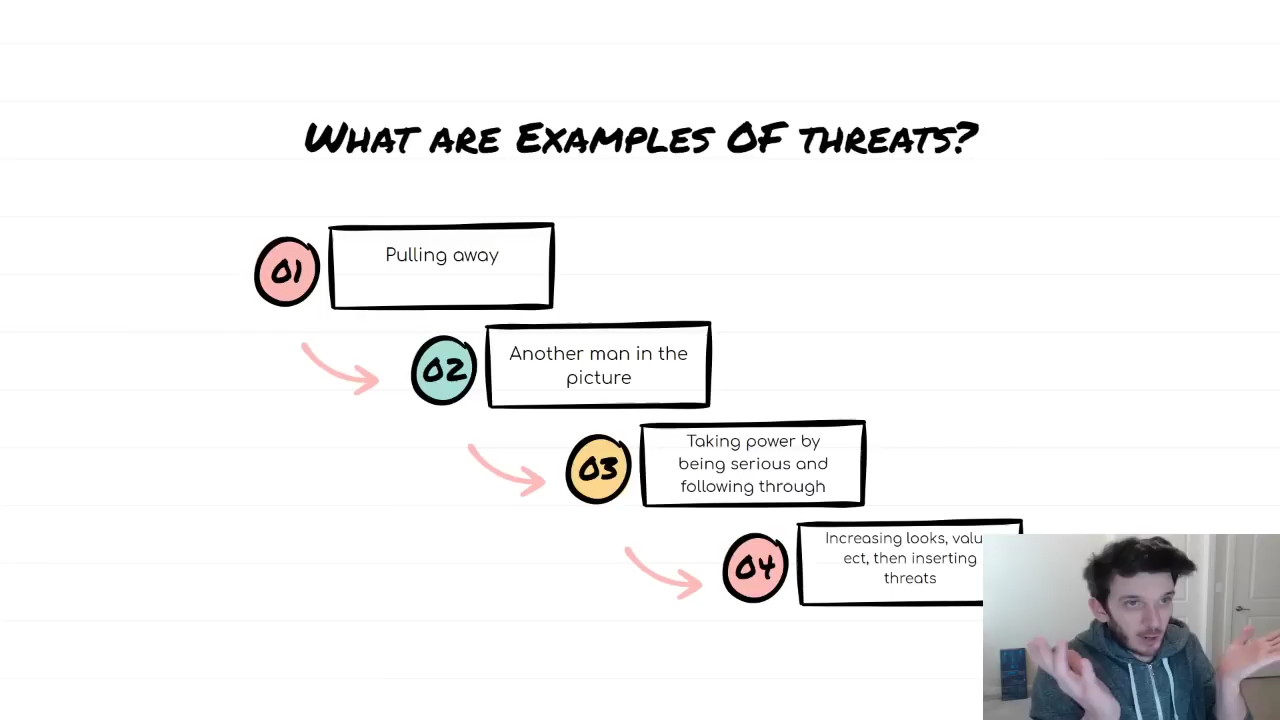 WHAT ARE EXAMPLES OF THREATS?
01
Pulling away
02
Another man in the
picture
03
Taking power by
being serious and
following through
04
Increasing looks,
ect, then inserting
threats